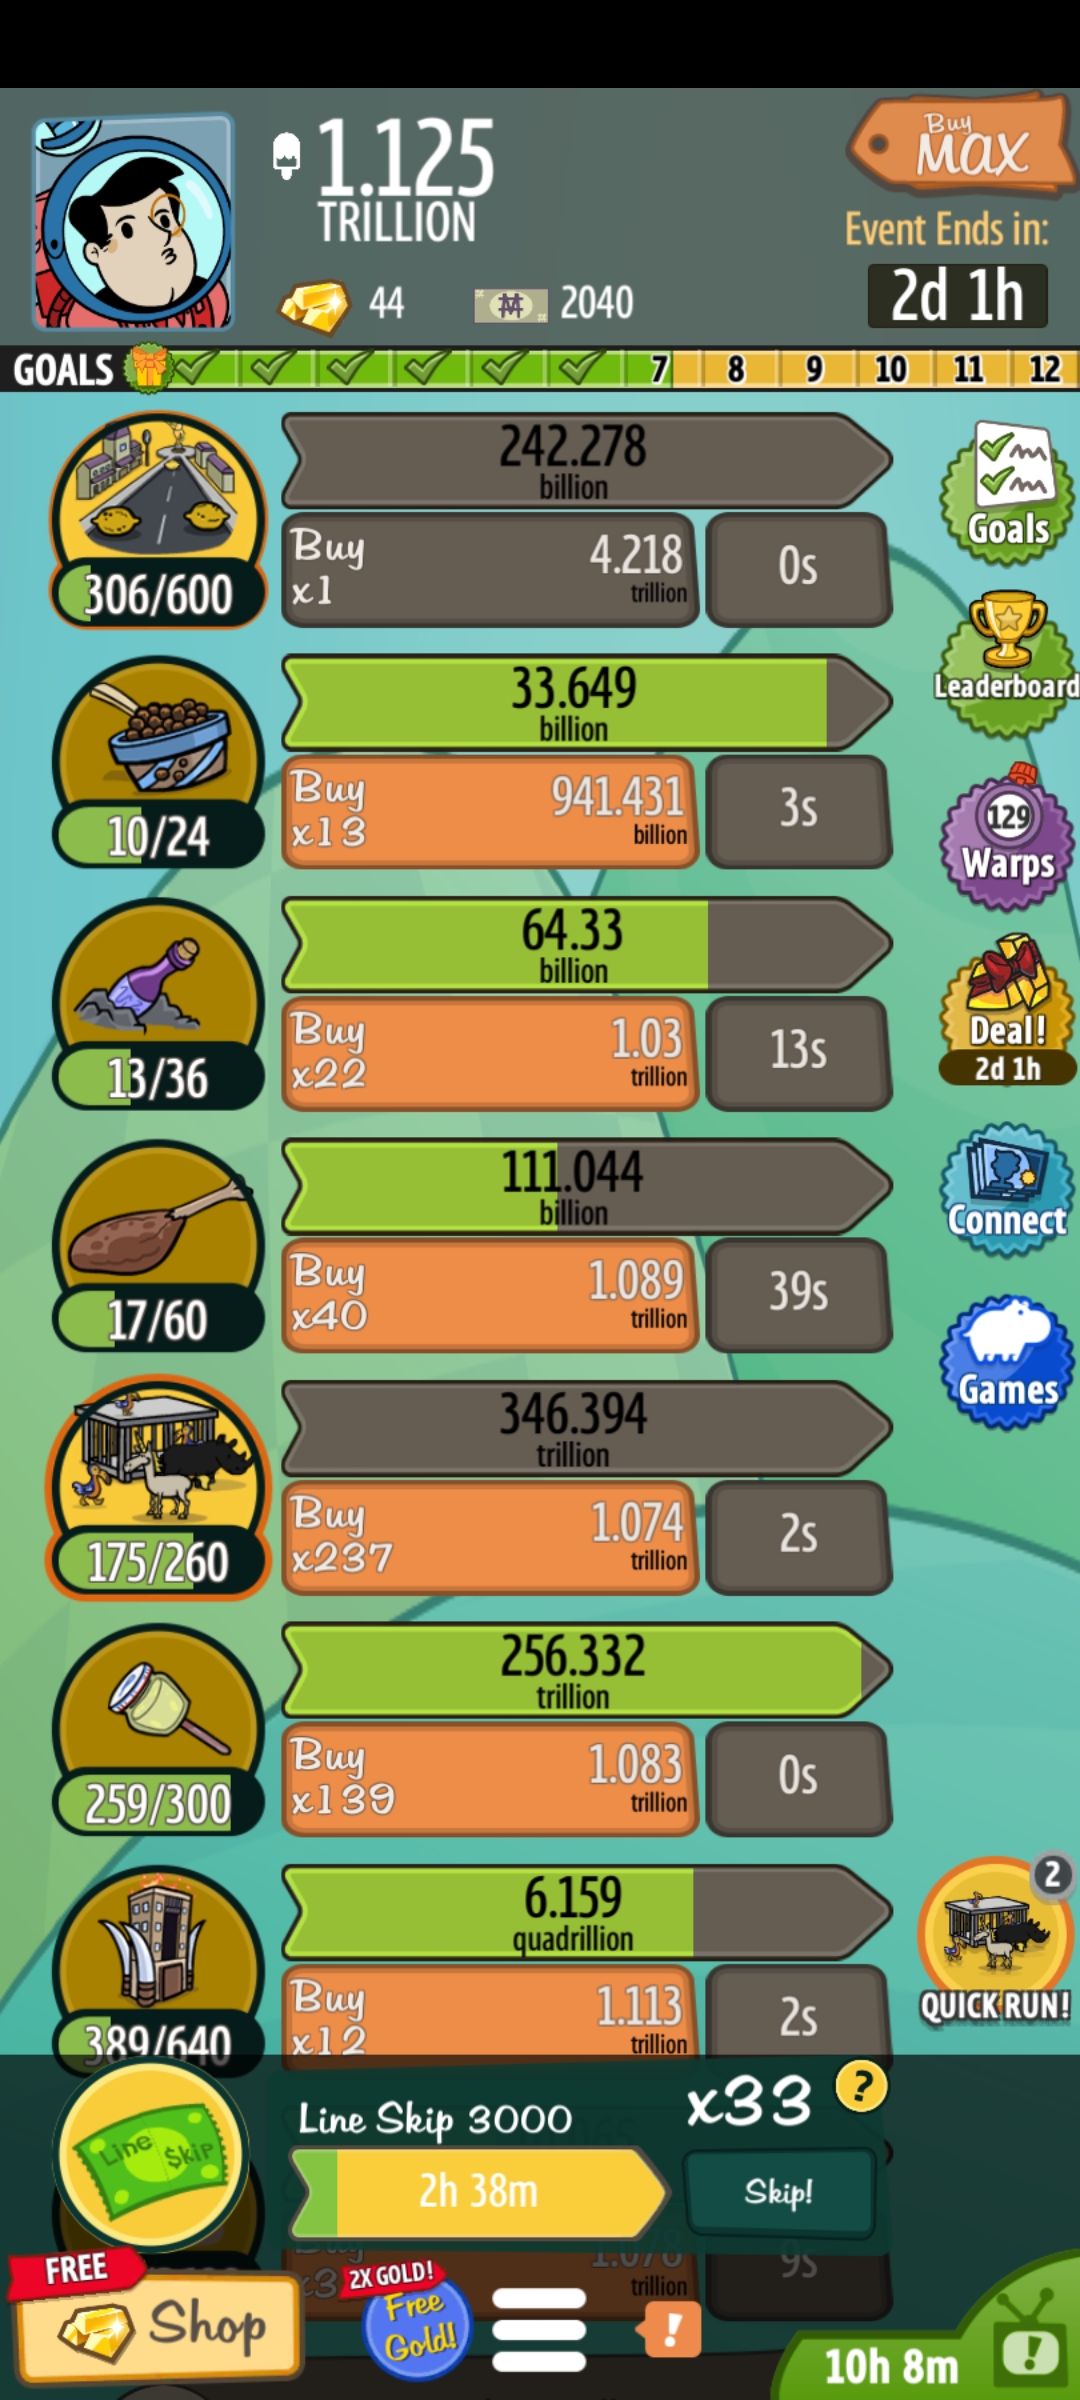 1.125
TRILLION
Buy
MAX
Event Ends in:
2d 1h
44
2040
GOALS
7
8
9
10
11
12
242.278
billion
Buy
x1
4.218
trillion
0s
306/600
Goals
33.649
billion
Buy
x13
941.431
billion
3s
10/24
Leaderboard
64.33
billion
Buy
x22
1.03
trillion
13s
13/36
129
Warps
Deal!
2d 1h
111.044
billion
Buy
x40
1.089
trillion
39s
17/60
Connect
Games
346.394
trillion
Buy
x237
1.074
trillion
2s
175/260
256.332
trillion
Buy
x139
1.083
trillion
0s
259/300
6.159
quadrillion
Buy
x12
1.113
trillion
2s
389/640
2
QUICK RUN!
Line Skip
Line Skip 3000
x33
?
2h 38m
Skip!
Buy
1.078
trillion
9s
FREE
Shop
2X GOLD!
Free
Gold!
!
10h 8m
!